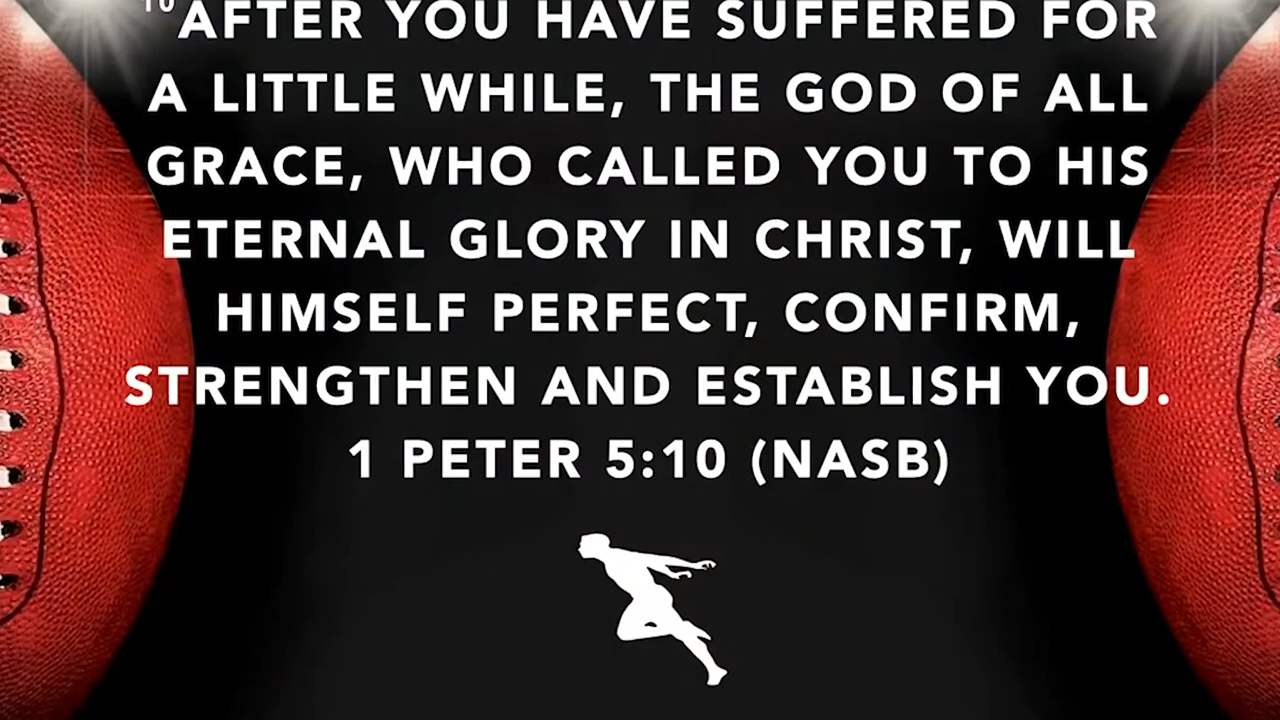 10 AFTER YOU HAVE SUFFERED FOR
A LITTLE WHILE, THE GOD OF ALL
GRACE, WHO CALLED YOU TO HIS
ETERNAL GLORY IN CHRIST, WILL
HIMSELF PERFECT, CONFIRM,
STRENGTHEN AND ESTABLISH YOU.
1 PETER 5:10 (NASB)